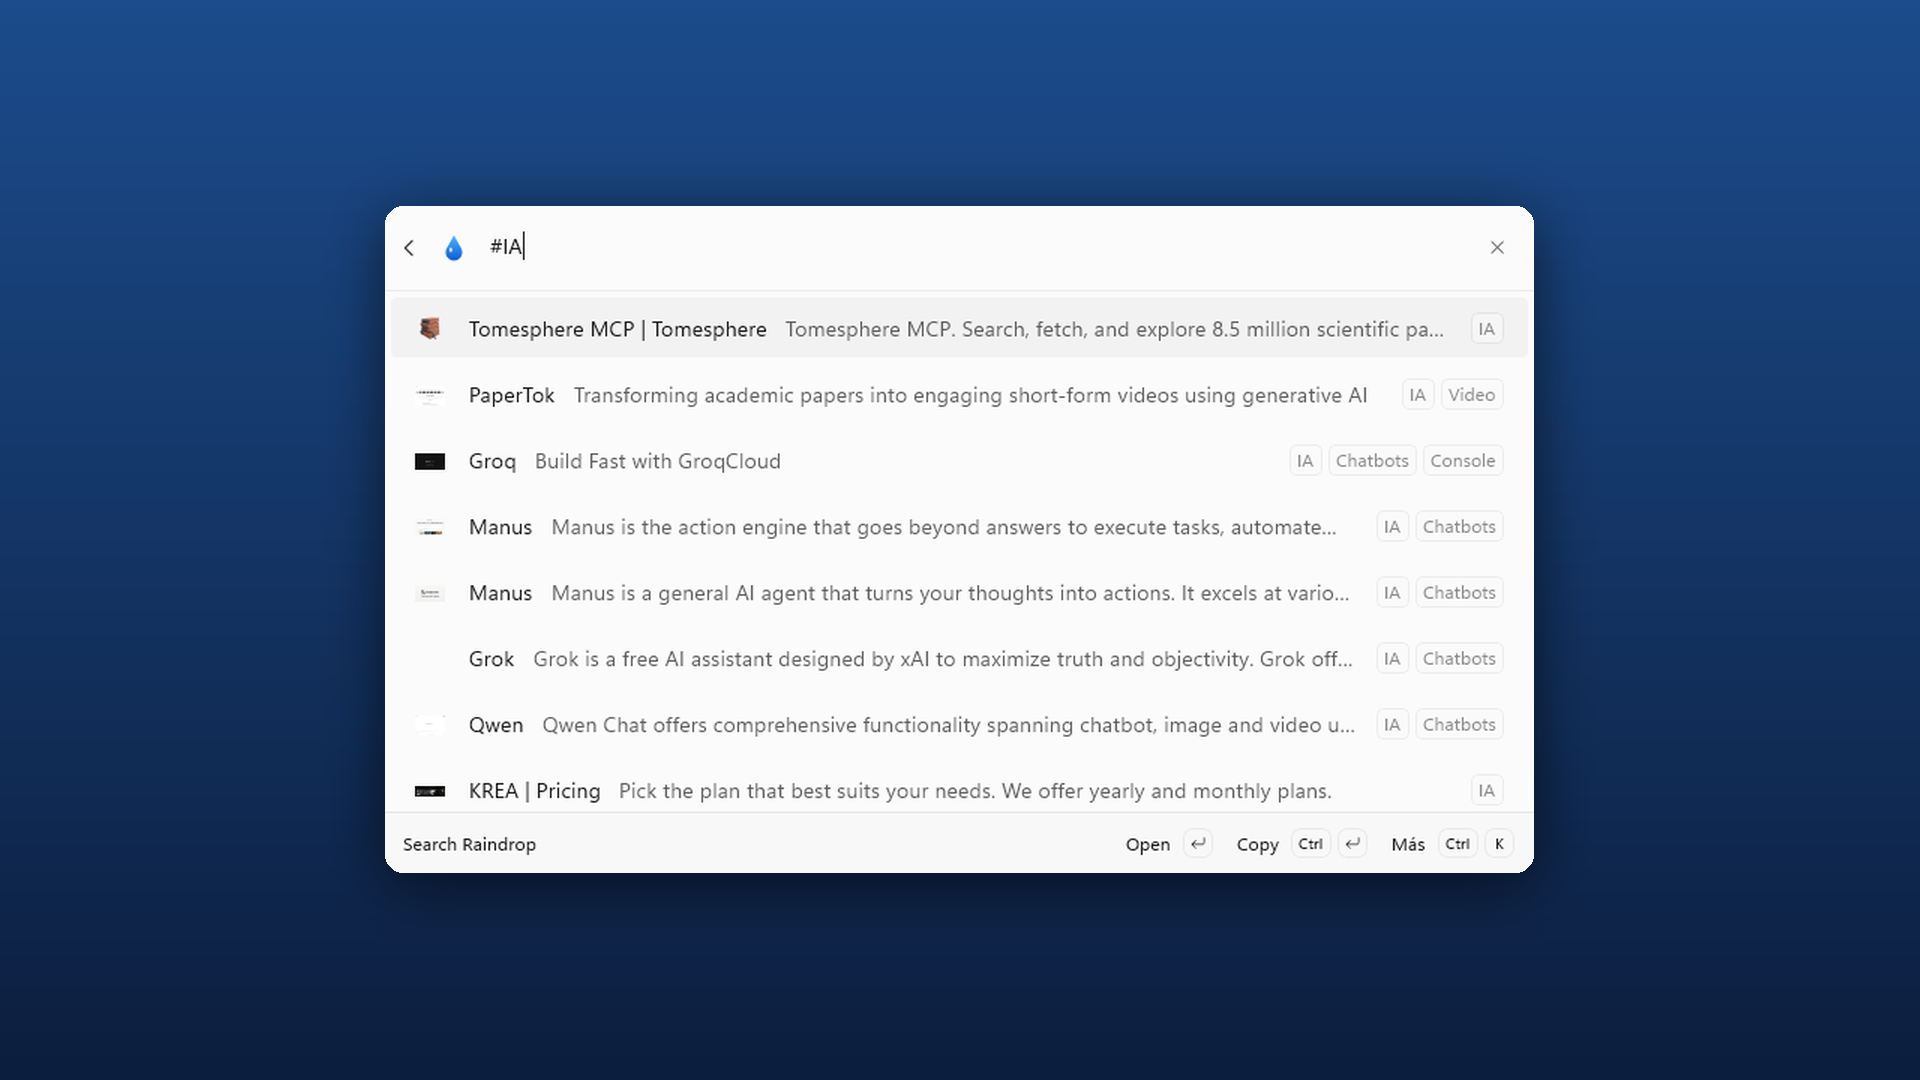 #IA
Tomesphere MCP | Tomesphere Tomesphere MCP. Search, fetch, and explore 8.5 million scientific pa... IA
PaperTok Transforming academic papers into engaging short-form videos using generative AI IA Video
Groq Build Fast with GroqCloud IA Chatbots Console
Manus Manus is the action engine that goes beyond answers to execute tasks, automate... IA Chatbots
Manus Manus is a general AI agent that turns your thoughts into actions. It excels at vario... IA Chatbots
Grok Grok is a free AI assistant designed by xAI to maximize truth and objectivity. Grok off... IA Chatbots
Qwen Qwen Chat offers comprehensive functionality spanning chatbot, image and video u... IA Chatbots
KREA | Pricing Pick the plan that best suits your needs. We offer yearly and monthly plans. IA
Search Raindrop Open Copy Ctrl Más Ctrl K